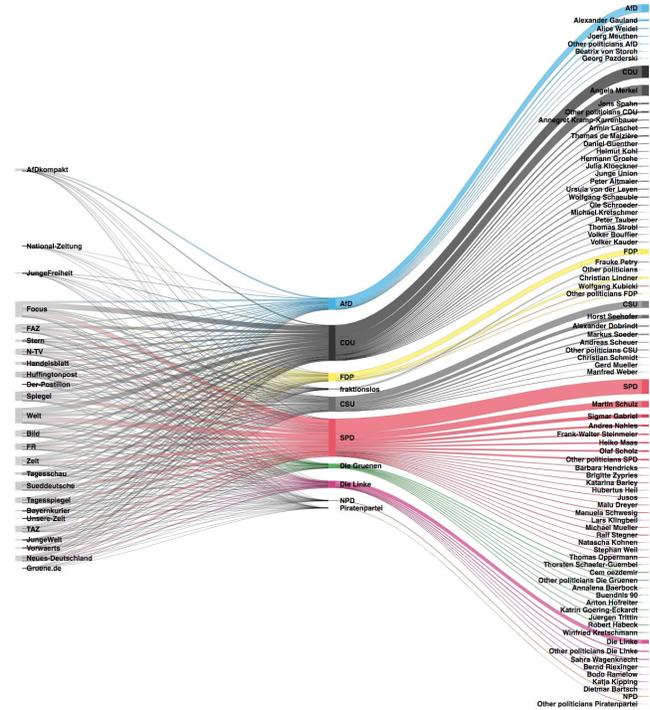 AfDkompakt
National-Zeitung
JungeFreiheit
Focus
FAZ
Stern
N-TV
Handelsblatt
Huffingtonpost
Der-Postillon
Spiegel
Welt
Bild
FR
Zeit
Tagesschau
Sueddeutsche
Tagesspiegel
Bayernkurier
Unsere-Zeit
TAZ
JungeWelt
Vorwaerts
Neues-Deutschland
Gruene.de
AfD
CDU
FDP
fraktionslos
CSU
SPD
Die Gruenen
Die Linke
NPD
Piratenpartei
AfD
Alexander Gauland
Alice Weidel
Joerg Meuthen
Other politicians AfD
Beatrix von Storch
Georg Pazderski
CDU
Angela Merkel
Jens Spahn
Other politicians CDU
Annegret Kramp-Karrenbauer
Armin Laschet
Thomas de Maizière
Daniel Guenther
Helmut Kohl
Hermann Groehe
Julia Kloeckner
Junge Union
Peter Altmaier
Ursula von der Leyen
Wolfgang Schaeuble
Ole Schroeder
Michael Kretschmer
Peter Tauber
Thomas Strobl
Volker Bouffier
Volker Kauder
FDP
Frauke Petry
Other politicians
Christian Lindner
Wolfgang Kubicki
Other politicians FDP
CSU
Horst Seehofer
Alexander Dobrindt
Markus Soeder
Andreas Scheuer
Other politicians CSU
Christian Schmidt
Gerd Mueller
Manfred Weber
SPD
Martin Schulz
Sigmar Gabriel
Andrea Nahles
Frank-Walter Steinmeier
Heiko Maas
Olaf Scholz
Other politicians SPD
Barbara Hendricks
Brigitte Zypries
Katarina Barley
Hubertus Heil
Jusos
Malu Dreyer
Manuela Schwesig
Lars Klingbeil
Michael Mueller
Ralf Stegner
Natascha Kohnen
Stephan Weil
Thomas Oppermann
Thorsten Schaefer-Guembel
Cem oezdemir
Other politicians Die Gruenen
Annalena Baerbock
Buendnis 90
Anton Hofreiter
Katrin Goering-Eckardt
Juergen Trittin
Robert Habeck
Winfried Kretschmann
Die Linke
Other politicians Die Linke
Sahra Wagenknecht
Bernd Riexinger
Bodo Ramelow
Katja Kipping
Dietmar Bartsch
NPD
Other politicians Piratenpartei